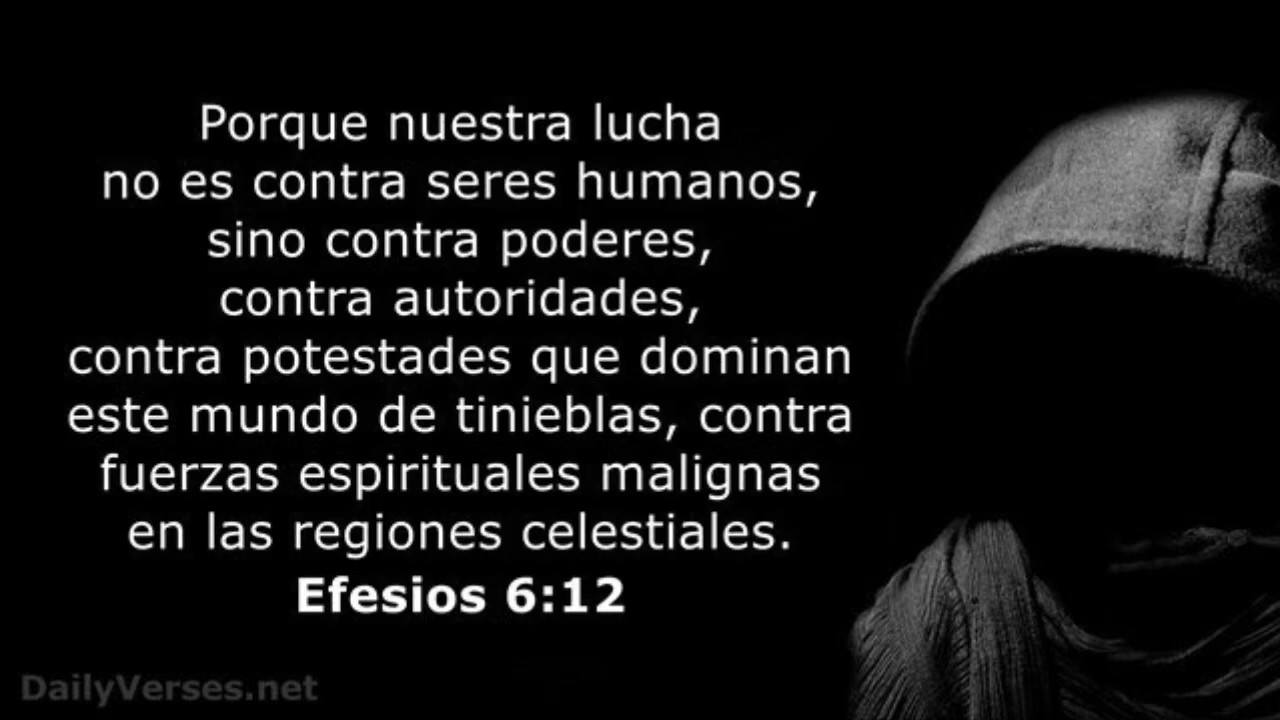 Porque nuestra lucha
no es contra seres humanos,
sino contra poderes,
contra autoridades,
contra potestades que dominan
este mundo de tinieblas, contra
fuerzas espirituales malignas
en las regiones celestiales.
Efesios 6:12
DailyVerses.net